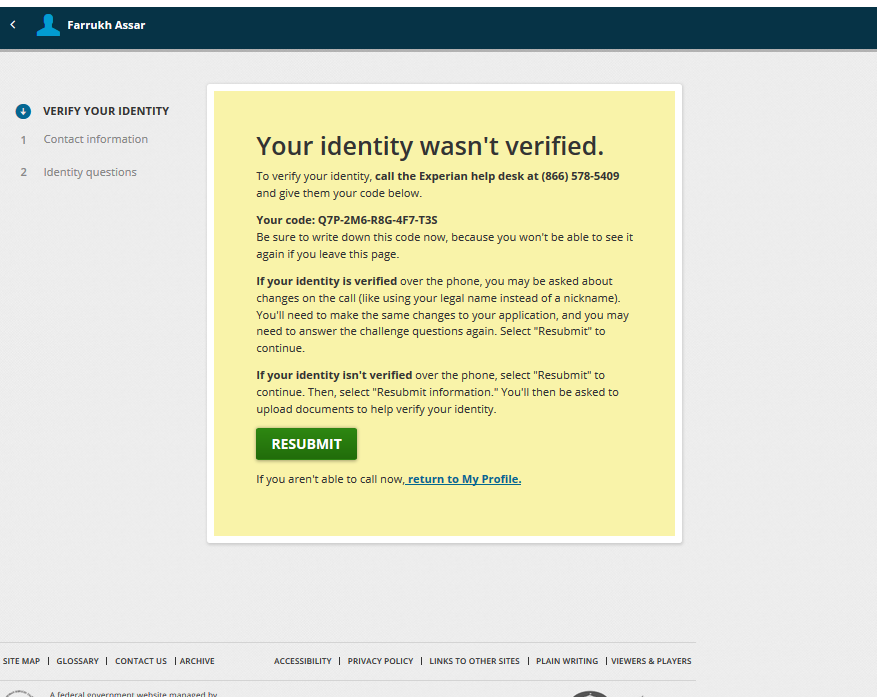 Farrukh Assar
VERIFY YOUR IDENTITY
1 Contact information
2 Identity questions
Your identity wasn't verified.
To verify your identity, call the Experian help desk at (866) 578-5409
and give them your code below.
Your code: Q7P-2M6-R8G-4F7-T3S
Be sure to write down this code now, because you won't be able to see it
again if you leave this page.
If your identity is verified over the phone, you may be asked about
changes on the call (like using your legal name instead of a nickname).
You'll need to make the same changes to your application, and you may
need to answer the challenge questions again. Select "Resubmit" to
continue.
If your identity isn't verified over the phone, select "Resubmit" to
continue. Then, select "Resubmit information." You'll then be asked to
upload documents to help verify your identity.
RESUBMIT
If you aren't able to call now, return to My Profile.
SITE MAP | GLOSSARY | CONTACT US | ARCHIVE
ACCESSIBILITY | PRIVACY POLICY | LINKS TO OTHER SITES | PLAIN WRITING | VIEWERS & PLAYERS
A federal government website managed by